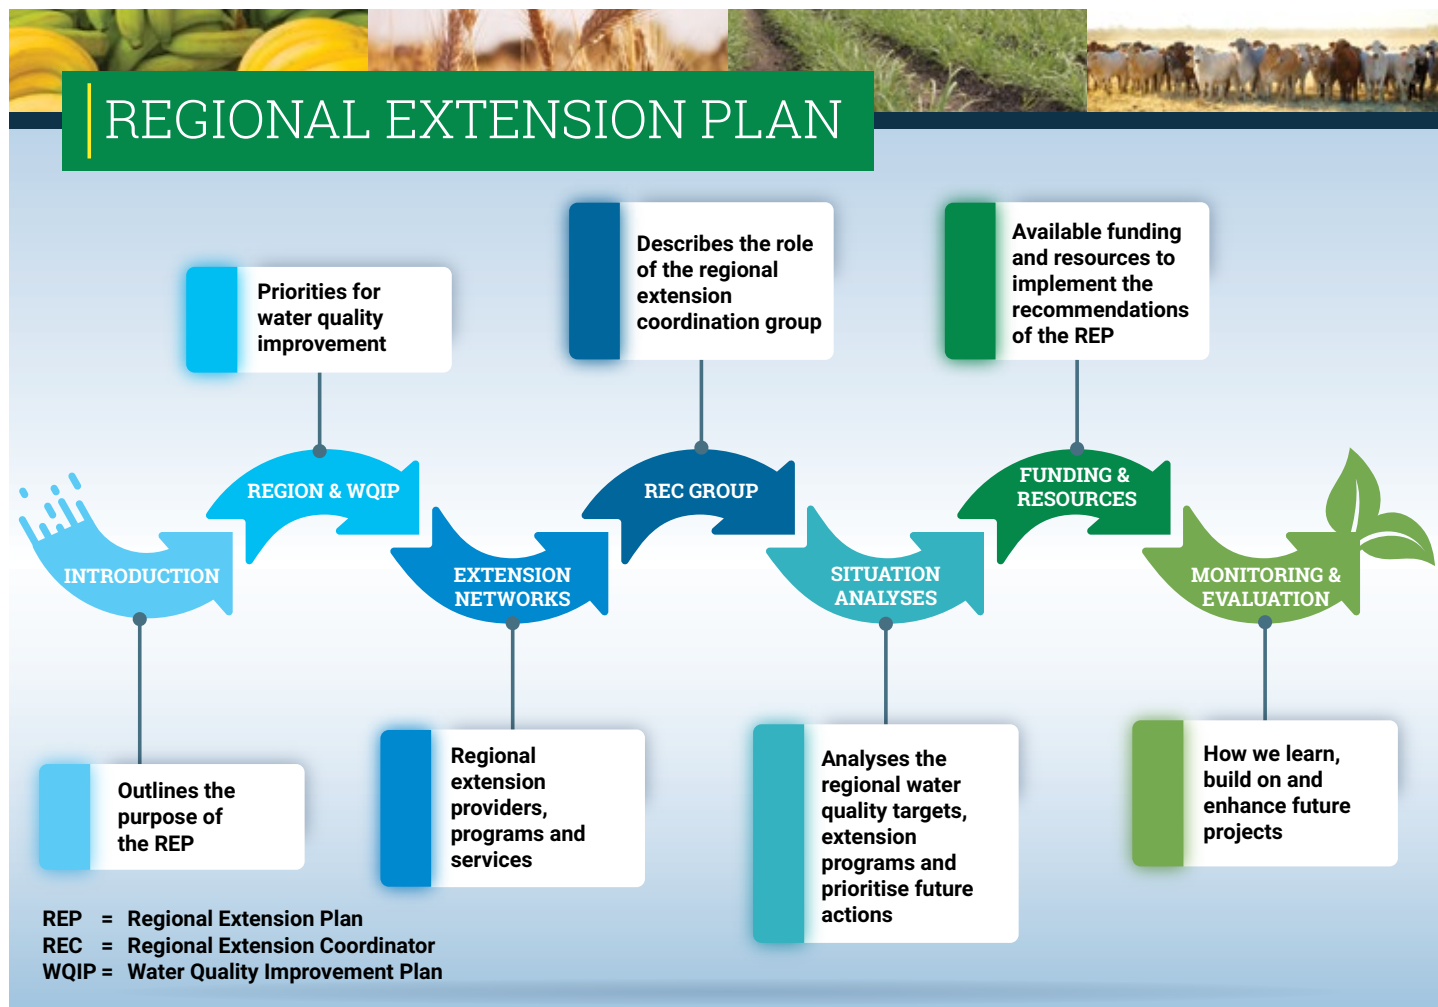 REGIONAL EXTENSION PLAN
Priorities for
water quality
improvement
Describes the role
of the regional
extension
coordination group
Available funding
and resources to
implement the
recommendations
of the REP
INTRODUCTION
REGION & WQIP
EXTENSION
NETWORKS
REC GROUP
SITUATION
ANALYSES
FUNDING &
RESOURCES
MONITORING &
EVALUATION
Outlines the
purpose of
the REP
Regional
extension
providers,
programs and
services
Analyses the
regional water
quality targets,
extension
programs and
prioritise future
actions
How we learn,
build on and
enhance future
projects
REP = Regional Extension Plan
REC = Regional Extension Coordinator
WQIP = Water Quality Improvement Plan